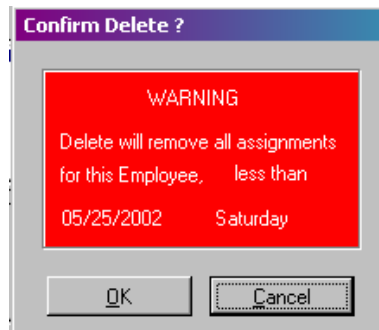 Confirm Delete ?
WARNING
Delete will remove all assignments
for this Employee, less than
05/25/2002 Saturday
OK Cancel